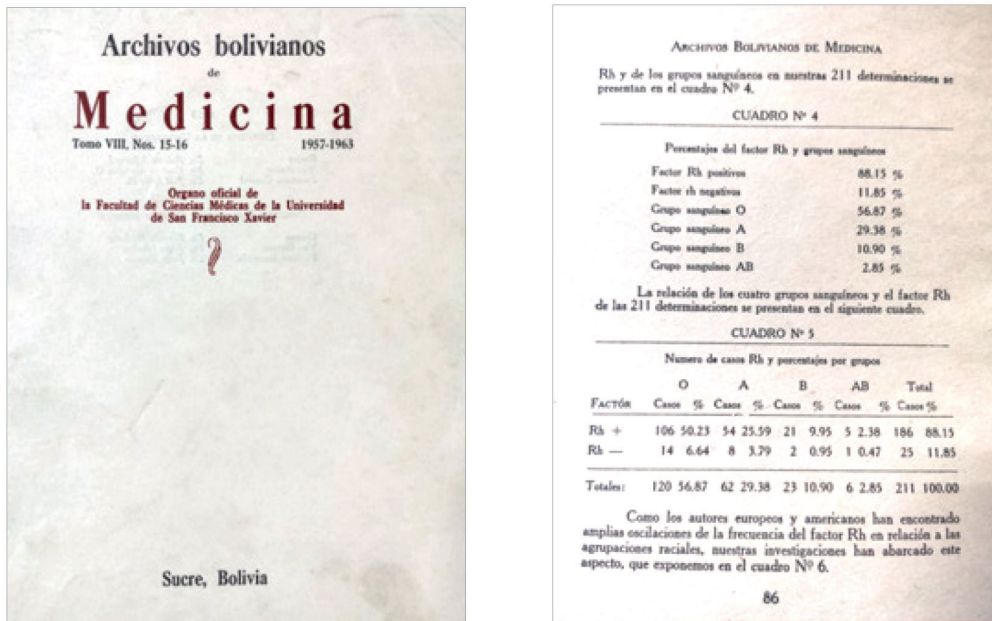 Archivos bolivianos
de
Medicina
Tomo VIII, Nos. 15-16 1957-1963
Organo oficial de
la Facultad de Ciencias Médicas de la Universidad
de San Francisco Xavier
Sucre, Bolivia
ARCHIVOS BOLIVIANOS DE MEDICINA
Rh y de los grupos sanguíneos en nuestras 211 determinaciones se
presentan en el cuadro Nº 4.
CUADRO Nº 4
Porcentajes del factor Rh y grupos sanguíneos
Factor Rh positivos 88.15 %
Factor rh negativos 11.85 %
Grupo sanguíneo O 56.87 %
Grupo sanguíneo A 29.38 %
Grupo sanguíneo B 10.90 %
Grupo sanguíneo AB 2.85 %
La relación de los cuatro grupos sanguíneos y el factor Rh
de las 211 determinaciones se presentan en el siguiente cuadro.
CUADRO Nº 5
Numero de casos Rh y porcentajes por grupos
O A B AB Total
FACTÓR Casos % Casos % Casos % Casos % Casos %
Rh + 106 50.23 54 25.59 21 9.95 5 2.38 186 88.15
Rh — 14 6.64 8 3.79 2 0.95 1 0.47 25 11.85
Totales: 120 56.87 62 29.38 23 10.90 6 2.85 211 100.00
Como los autores europeos y americanos han encontrado
amplias oscilaciones de la frecuencia del factor Rh en relación a las
agrupaciones raciales, nuestras investigaciones han abarcado este
aspecto, que exponemos en el cuadro Nº 6.
86